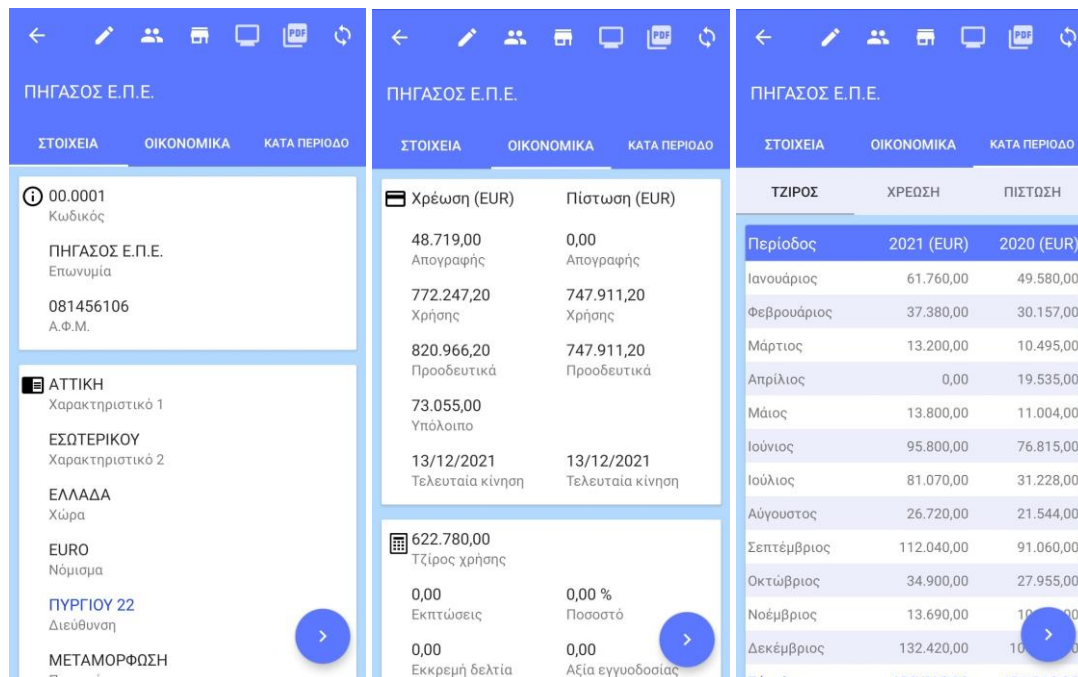 PDF
ΠΗΓΑΣΟΣ Ε.Π.Ε.
ΣΤΟΙΧΕΙΑ ΟΙΚΟΝΟΜΙΚΑ ΚΑΤΑ ΠΕΡΙΟΔΟ
00.0001
Κωδικός
ΠΗΓΑΣΟΣ Ε.Π.Ε.
Επωνυμία
081456106
Α.Φ.Μ.
ΑΤΤΙΚΗ
Χαρακτηριστικό 1
ΕΣΩΤΕΡΙΚΟΥ
Χαρακτηριστικό 2
ΕΛΛΑΔΑ
Χώρα
EURO
Νόμισμα
ΠΥΡΓΙΟΥ 22
Διεύθυνση
ΜΕΤΑΜΟΡΦΩΣΗ
PDF
ΠΗΓΑΣΟΣ Ε.Π.Ε.
ΣΤΟΙΧΕΙΑ ΟΙΚΟΝΟΜΙΚΑ ΚΑΤΑ ΠΕΡΙΟΔΟ
Χρέωση (EUR) Πίστωση (EUR)
48.719,00 0,00
Απογραφής Απογραφής
772.247,20 747.911,20
Χρήσης Χρήσης
820.966,20 747.911,20
Προοδευτικά Προοδευτικά
73.055,00
Υπόλοιπο
13/12/2021 13/12/2021
Τελευταία κίνηση Τελευταία κίνηση
622.780,00
Τζίρος χρήσης
0,00 0,00 %
Εκπτώσεις Ποσοστό
0,00 0,00
Εκκρεμή δελτία Αξία εγγυοδοσίας
PDF
ΠΗΓΑΣΟΣ Ε.Π.Ε.
ΣΤΟΙΧΕΙΑ ΟΙΚΟΝΟΜΙΚΑ ΚΑΤΑ ΠΕΡΙΟΔΟ
ΤΖΙΡΟΣ ΧΡΕΩΣΗ ΠΙΣΤΩΣΗ
Περίοδος 2021 (EUR) 2020 (EUR)
Ιανουάριος 61.760,00 49.580,00
Φεβρουάριος 37.380,00 30.157,00
Μάρτιος 13.200,00 10.495,00
Απρίλιος 0,00 19.535,00
Μάιος 13.800,00 11.004,00
Ιούνιος 95.800,00 76.815,00
Ιούλιος 81.070,00 31.228,00
Αύγουστος 26.720,00 21.544,00
Σεπτέμβριος 112.040,00 91.060,00
Οκτώβριος 34.900,00 27.955,00
Νοέμβριος 13.690,00
Δεκέμβριος 132.420,00